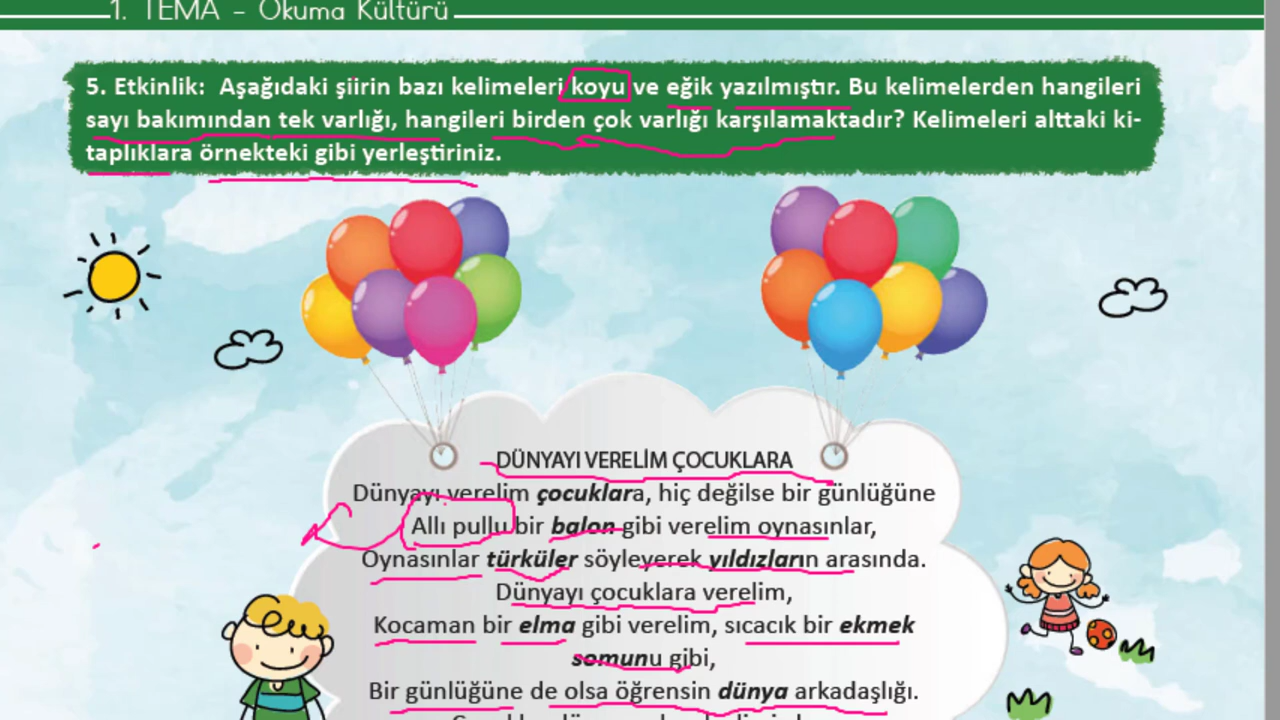 1. TEMA – Okuma Kültürü
5. Etkinlik: Aşağıdaki şiirin bazı kelimeleri koyu ve eğik yazılmıştır. Bu kelimelerden hangileri
sayı bakımından tek varlığı, hangileri birden çok varlığı karşılamaktadır? Kelimeleri alttaki ki-
taplıklara örnekteki gibi yerleştiriniz.
DÜNYAYI VERELİM ÇOCUKLARA
Dünyayı verelim çocuklara, hiç değilse bir günlüğüne
Allı pullu bir balon gibi verelim oynasınlar,
Oynasınlar türküler söyleyerek yıldızların arasında.
Dünyayı çocuklara verelim,
Kocaman bir elma gibi verelim, sıcacık bir ekmek
somunu gibi,
Bir günlüğüne de olsa öğrensin dünya arkadaşlığı.